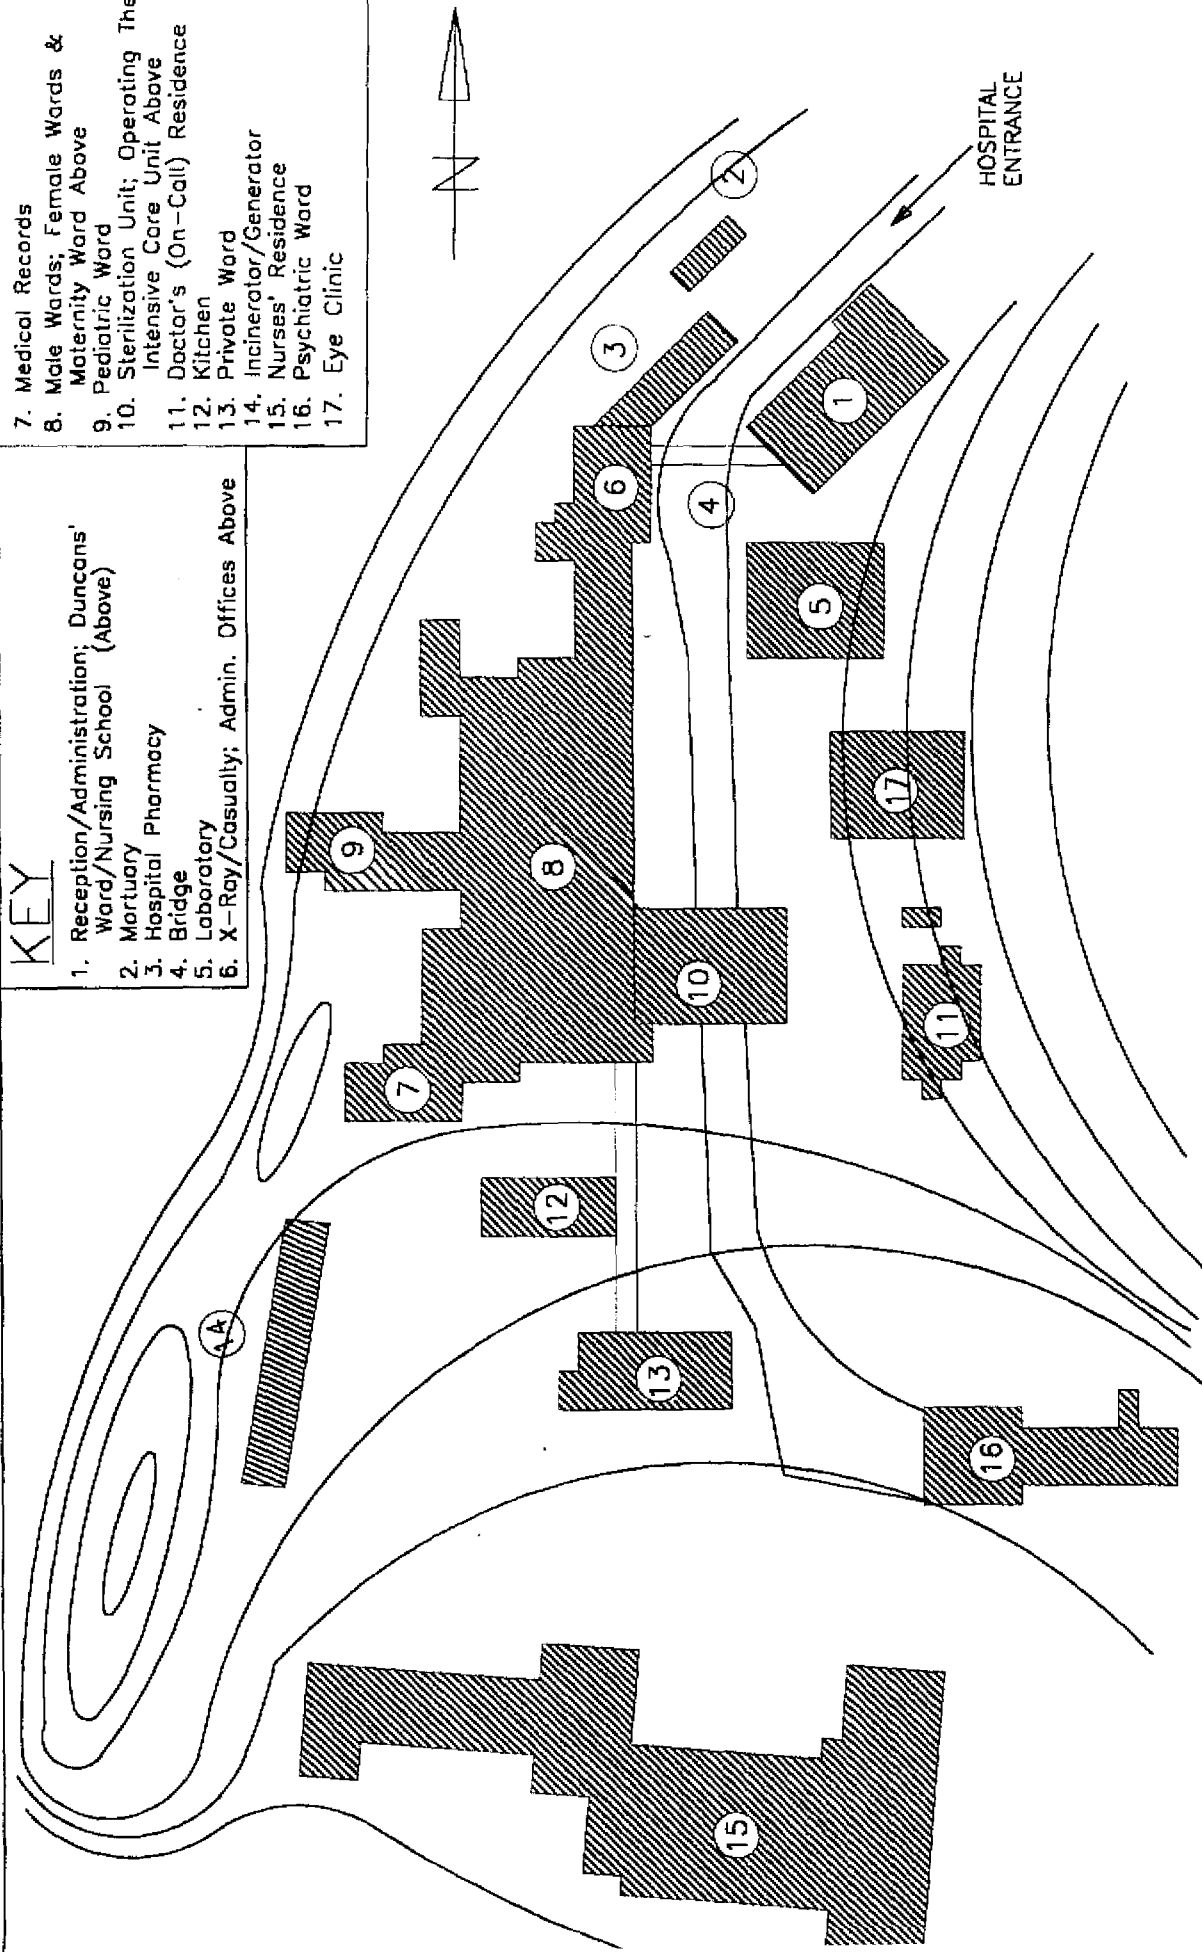 KEY
1. Reception/Administration; Duncans'
Ward/Nursing School (Above)
2. Mortuary
3. Hospital Pharmacy
4. Bridge
5. Laboratory
6. X-Ray/Casualty; Admin. Offices Above
7. Medical Records
8. Male Wards; Female Wards &
Maternity Ward Above
9. Pediatric Ward
10. Sterilization Unit; Operating The
Intensive Care Unit Above
11. Doctor's (On-Call) Residence
12. Kitchen
13. Private Ward
14. Incinerator/Generator
15. Nurses' Residence
16. Psychiatric Ward
17. Eye Clinic
N
HOSPITAL
ENTRANCE
2
3
1
6
4
5
17
9
8
10
11
7
12
14
13
16
15